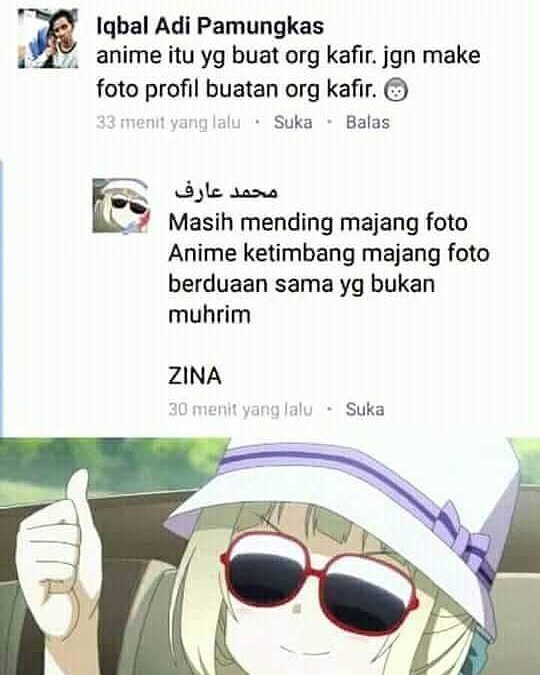 Iqbal Adi Pamungkas
anime itu yg buat org kafir. jgn make
foto profil buatan org kafir.
33 menit yang lalu · Suka · Balas
محمد عارف
Masih mending majang foto
Anime ketimbang majang foto
berduaan sama yg bukan
muhrim
ZINA
30 menit yang lalu · Suka